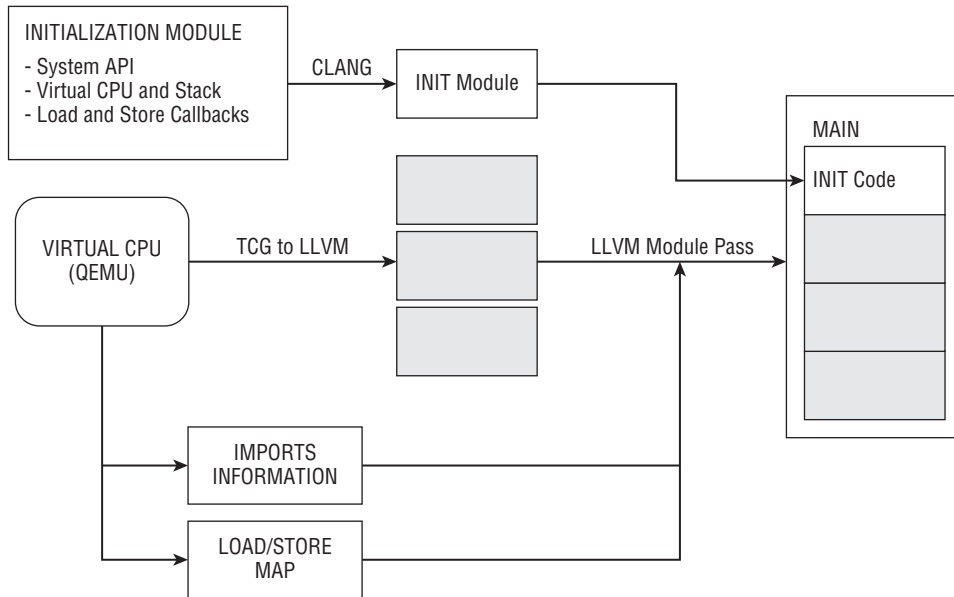 INITIALIZATION MODULE
- System API
- Virtual CPU and Stack
- Load and Store Callbacks
CLANG
INIT Module
MAIN
INIT Code
VIRTUAL CPU
(QEMU)
TCG to LLVM
LLVM Module Pass
IMPORTS
INFORMATION
LOAD/STORE
MAP